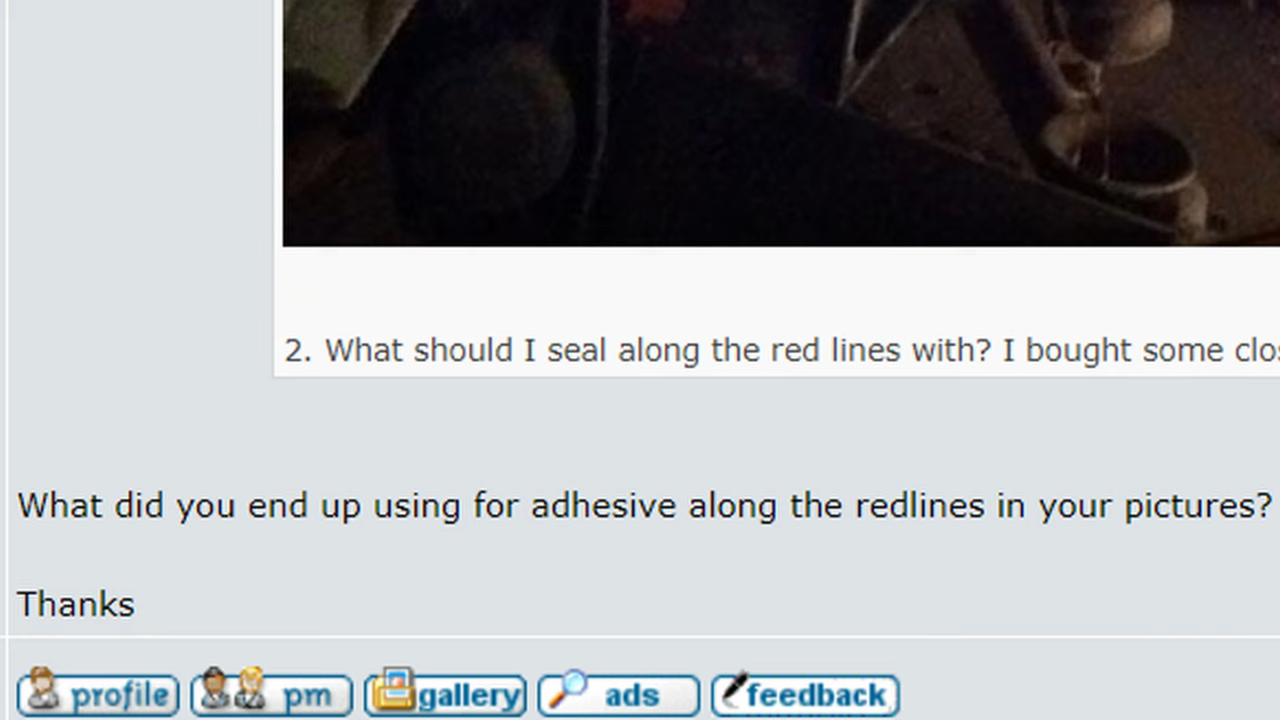 2. What should I seal along the red lines with? I bought some
What did you end up using for adhesive along the redlines in your pictures?
Thanks
profile pm gallery ads feedback